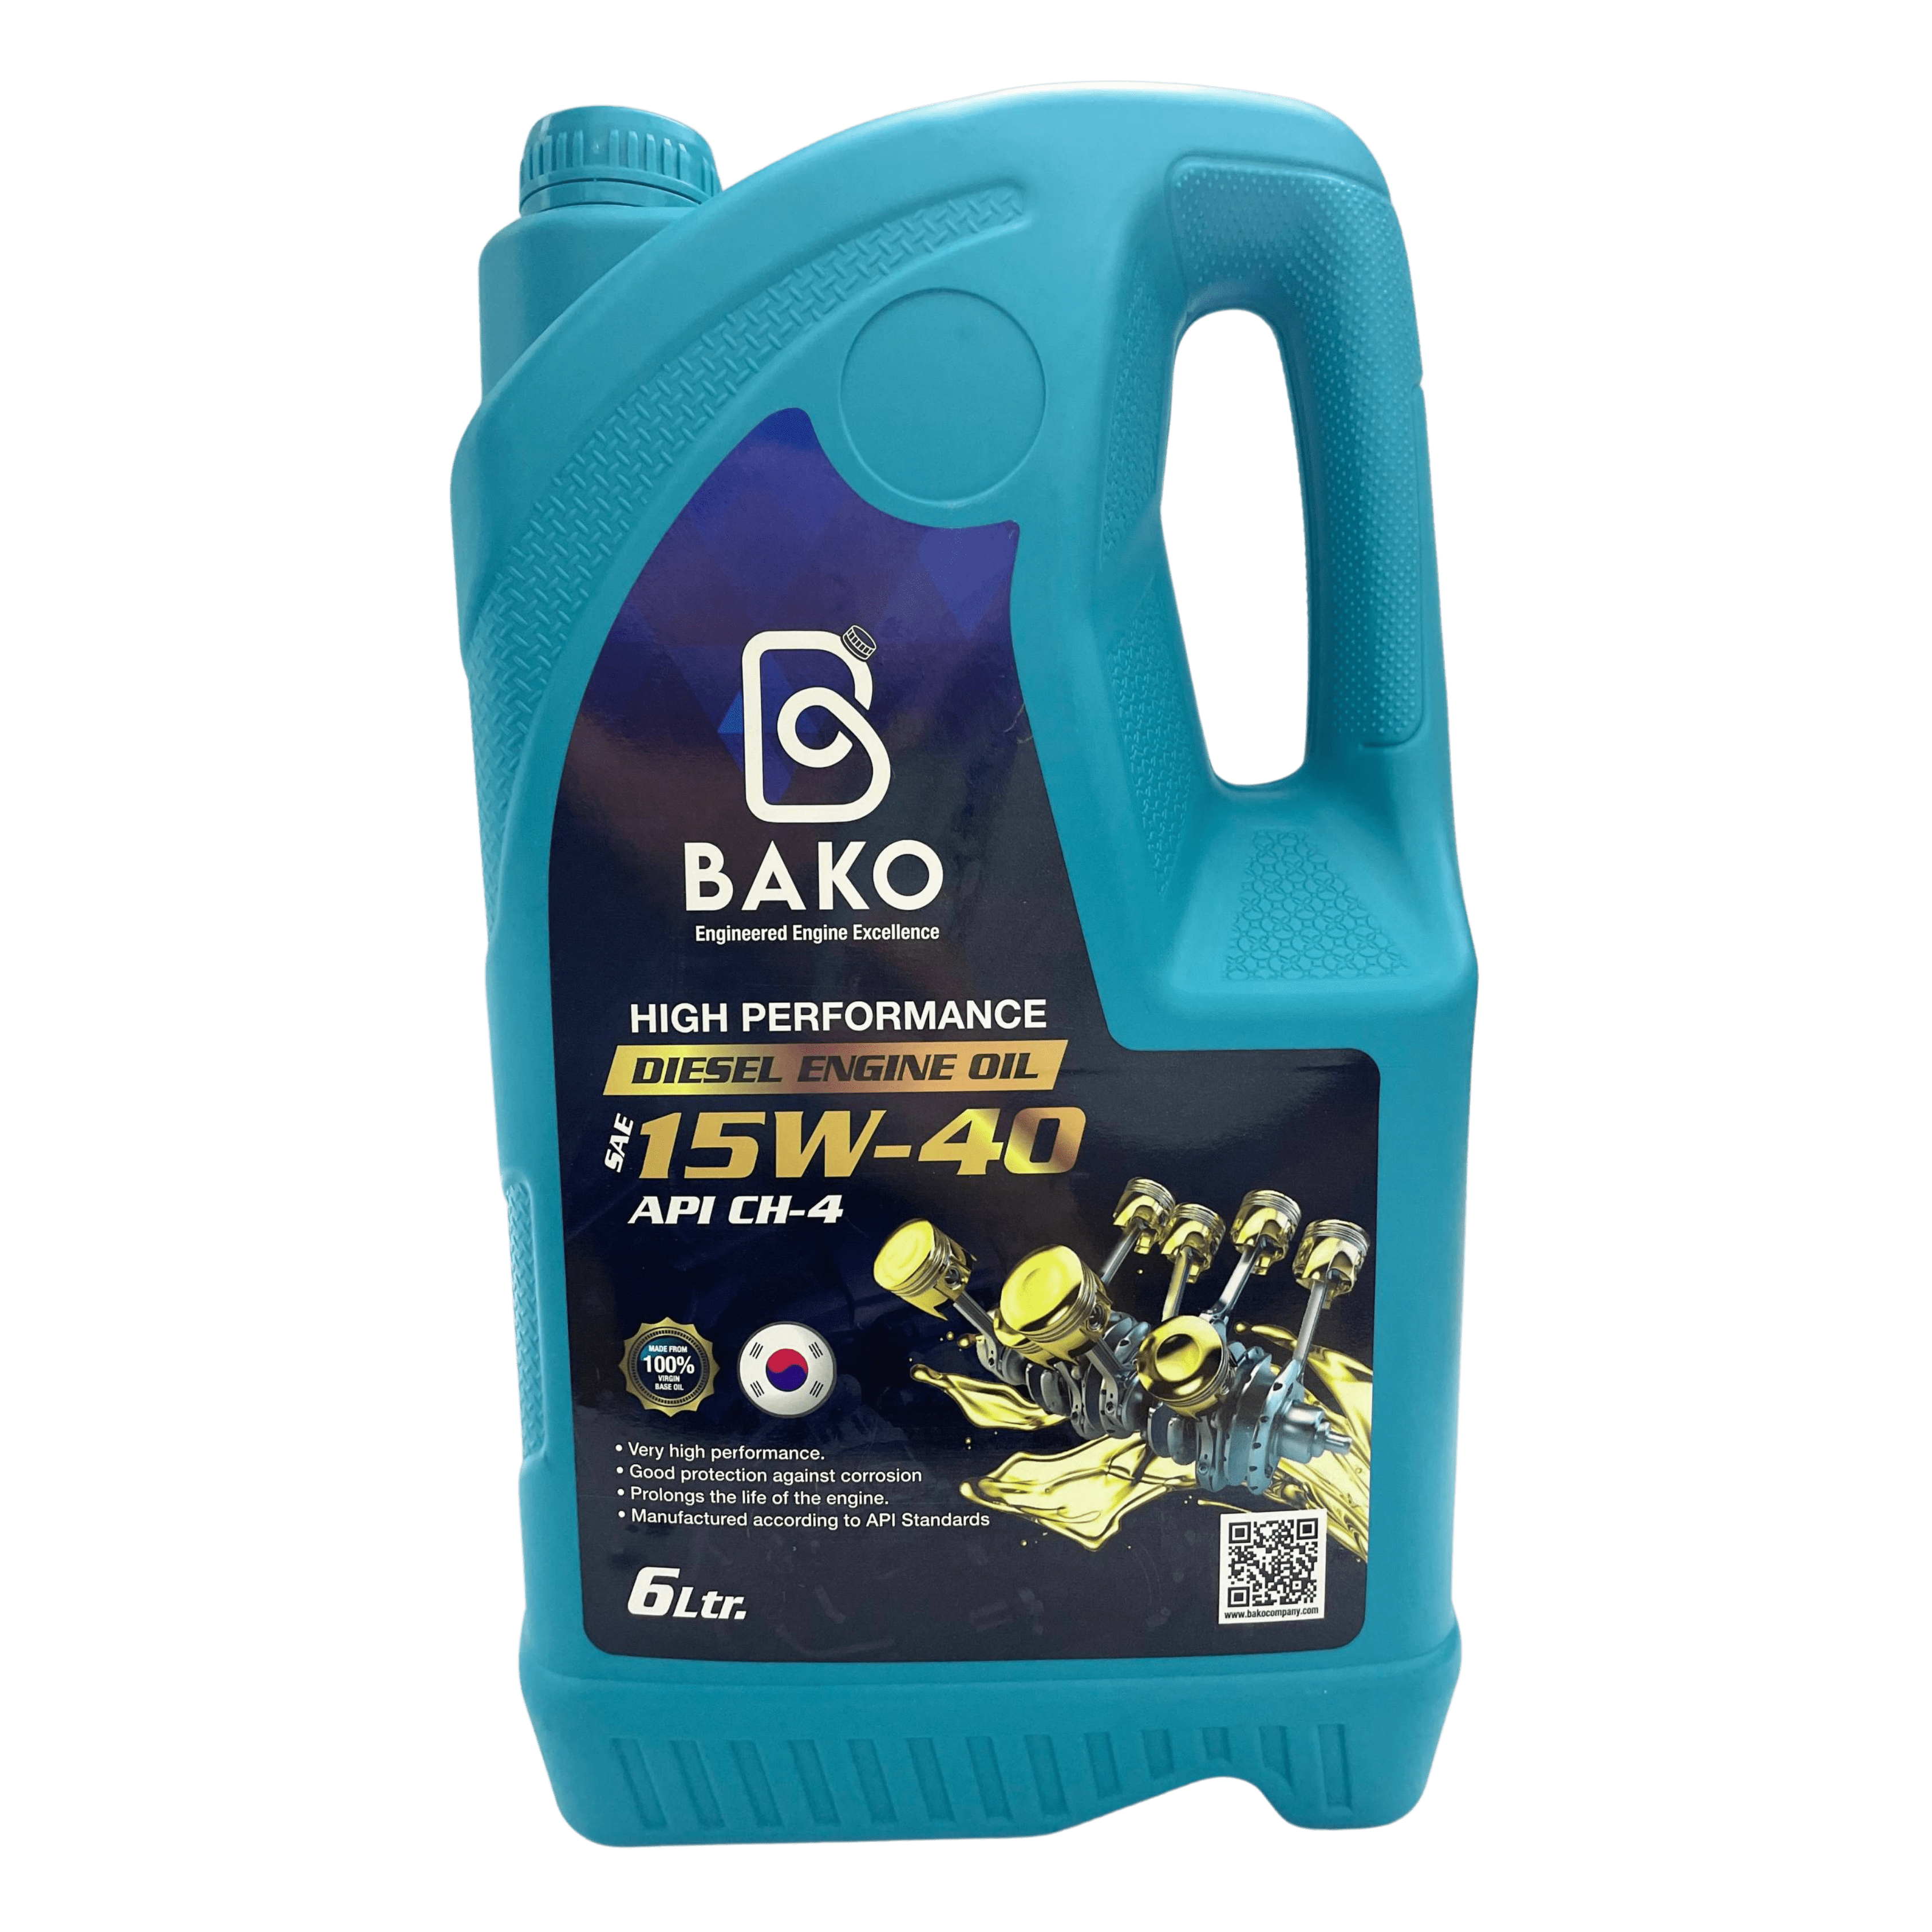 BAKO
Engineered Engine Excellence
HIGH PERFORMANCE
DIESEL ENGINE OIL
SAE 15W-40
API CH-4
MADE FROM
100%
VIRGIN
BASE OIL
• Very high performance.
• Good protection against corrosion
• Prolongs the life of the engine.
• Manufactured according to API Standards
6Ltr.
www.bakocompany.com